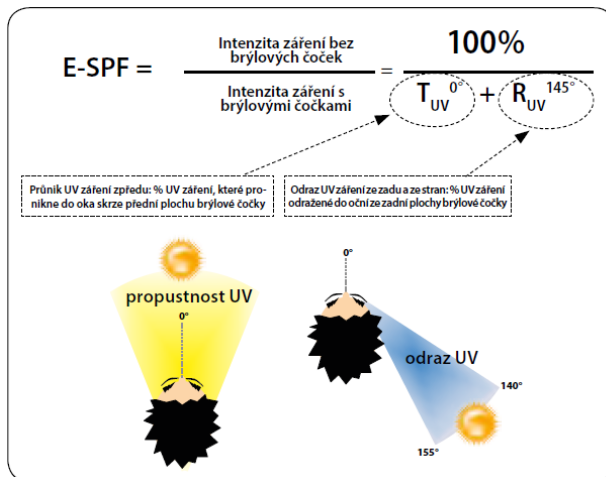 E-SPF =
Intenzita záření bez
brýlových čoček
Intenzita záření s
brýlovými čočkami
=
100%
T UV 0° + R UV 145°
Průnik UV záření zpředu: % UV záření, které pro-
nikne do oka skrze přední plochu brýlové čočky
Odraz UV záření ze zadu a ze stran: % UV záření
odražené do oční ze zadní plochy brýlové čočky
propustnost UV
0°
0°
odraz UV
140°
155°